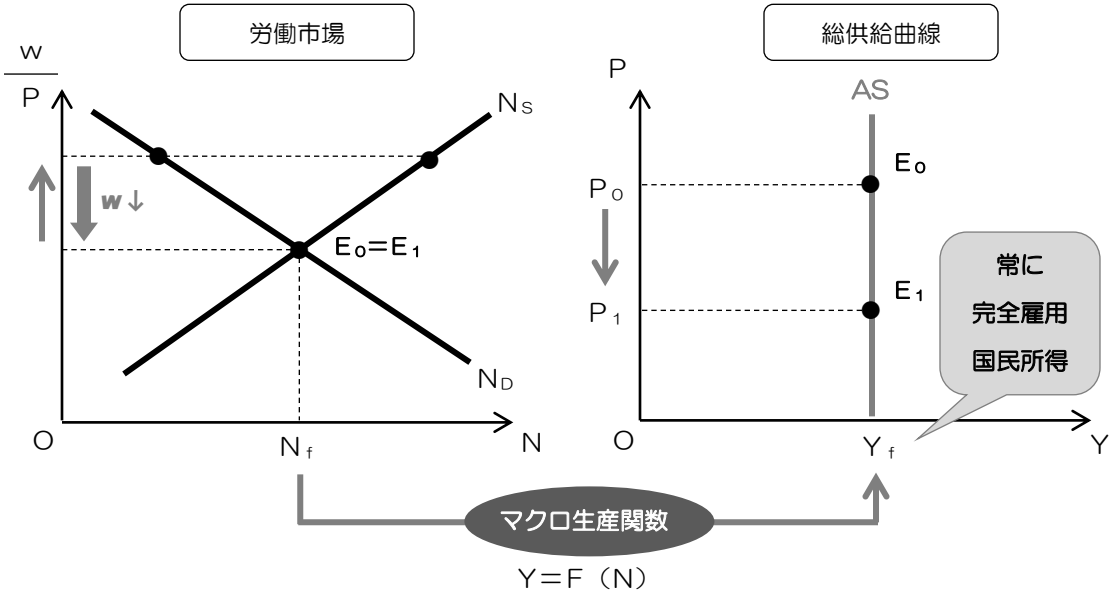 労働市場
総供給曲線
w
P
NS
w↓
E0=E1
ND
O
Nf
N
P
AS
E0
P0
E1
P1
常に
完全雇用
国民所得
O
Yf
Y
マクロ生産関数
Y=F（N）